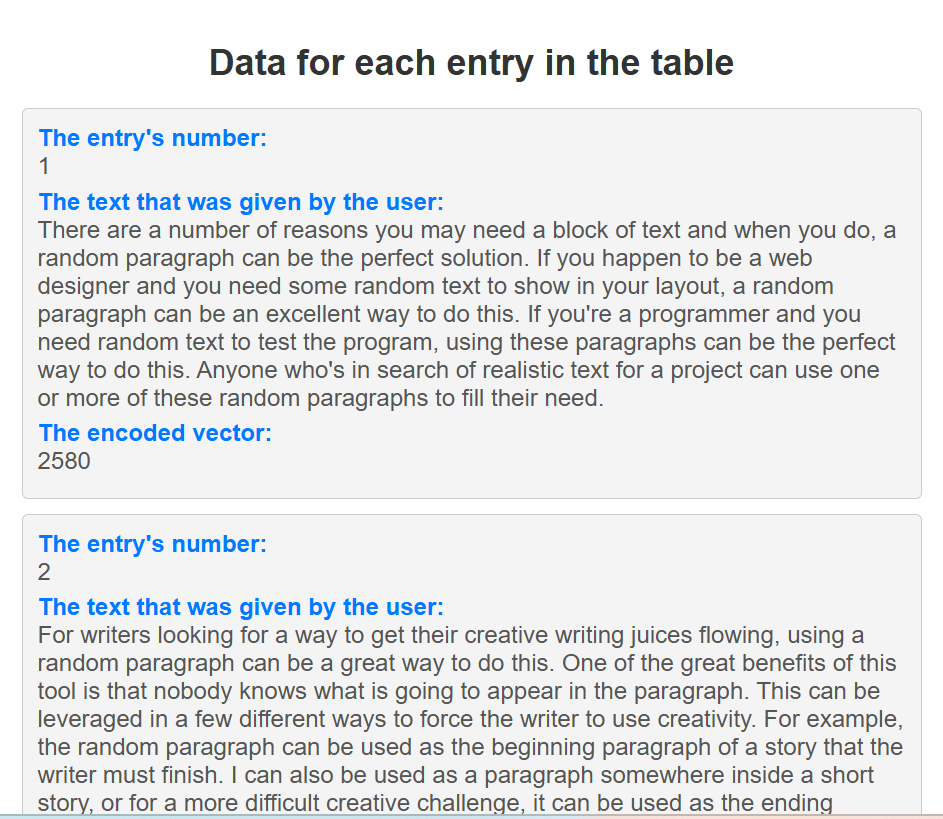 Data for each entry in the table
The entry's number:
1
The text that was given by the user:
There are a number of reasons you may need a block of text and when you do, a
random paragraph can be the perfect solution. If you happen to be a web
designer and you need some random text to show in your layout, a random
paragraph can be an excellent way to do this. If you're a programmer and you
need random text to test the program, using these paragraphs can be the perfect
way to do this. Anyone who's in search of realistic text for a project can use one
or more of these random paragraphs to fill their need.
The encoded vector:
2580
The entry's number:
2
The text that was given by the user:
For writers looking for a way to get their creative writing juices flowing, using a
random paragraph can be a great way to do this. One of the great benefits of this
tool is that nobody knows what is going to appear in the paragraph. This can be
leveraged in a few different ways to force the writer to use creativity. For example,
the random paragraph can be used as the beginning paragraph of a story that the
writer must finish. I can also be used as a paragraph somewhere inside a short
story, or for a more difficult creative challenge, it can be used as the ending